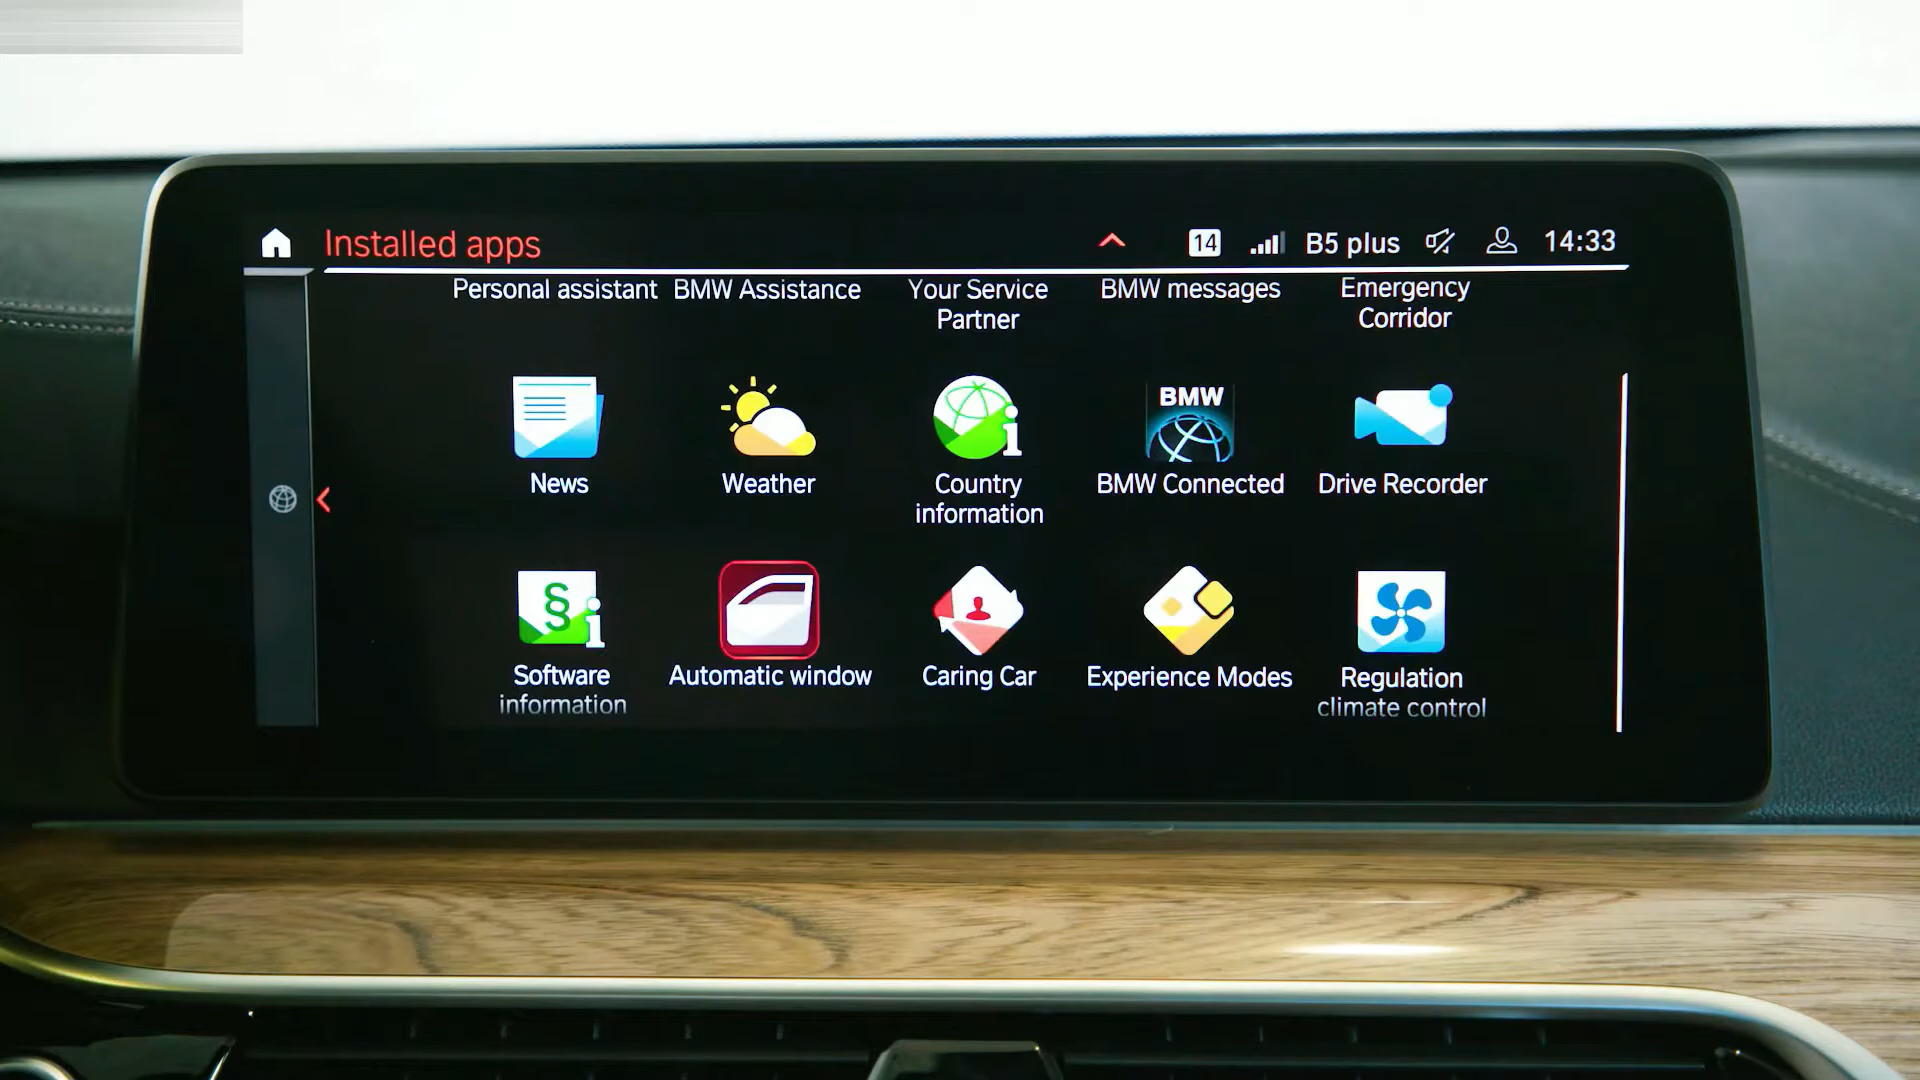 Installed apps
14
B5 plus
14:33
Personal assistant
BMW Assistance
Your Service
Partner
BMW messages
Emergency
Corridor
News
Weather
Country
information
BMW
BMW Connected
Drive Recorder
§
i
Software
information
Automatic window
Caring Car
Experience Modes
Regulation
climate control